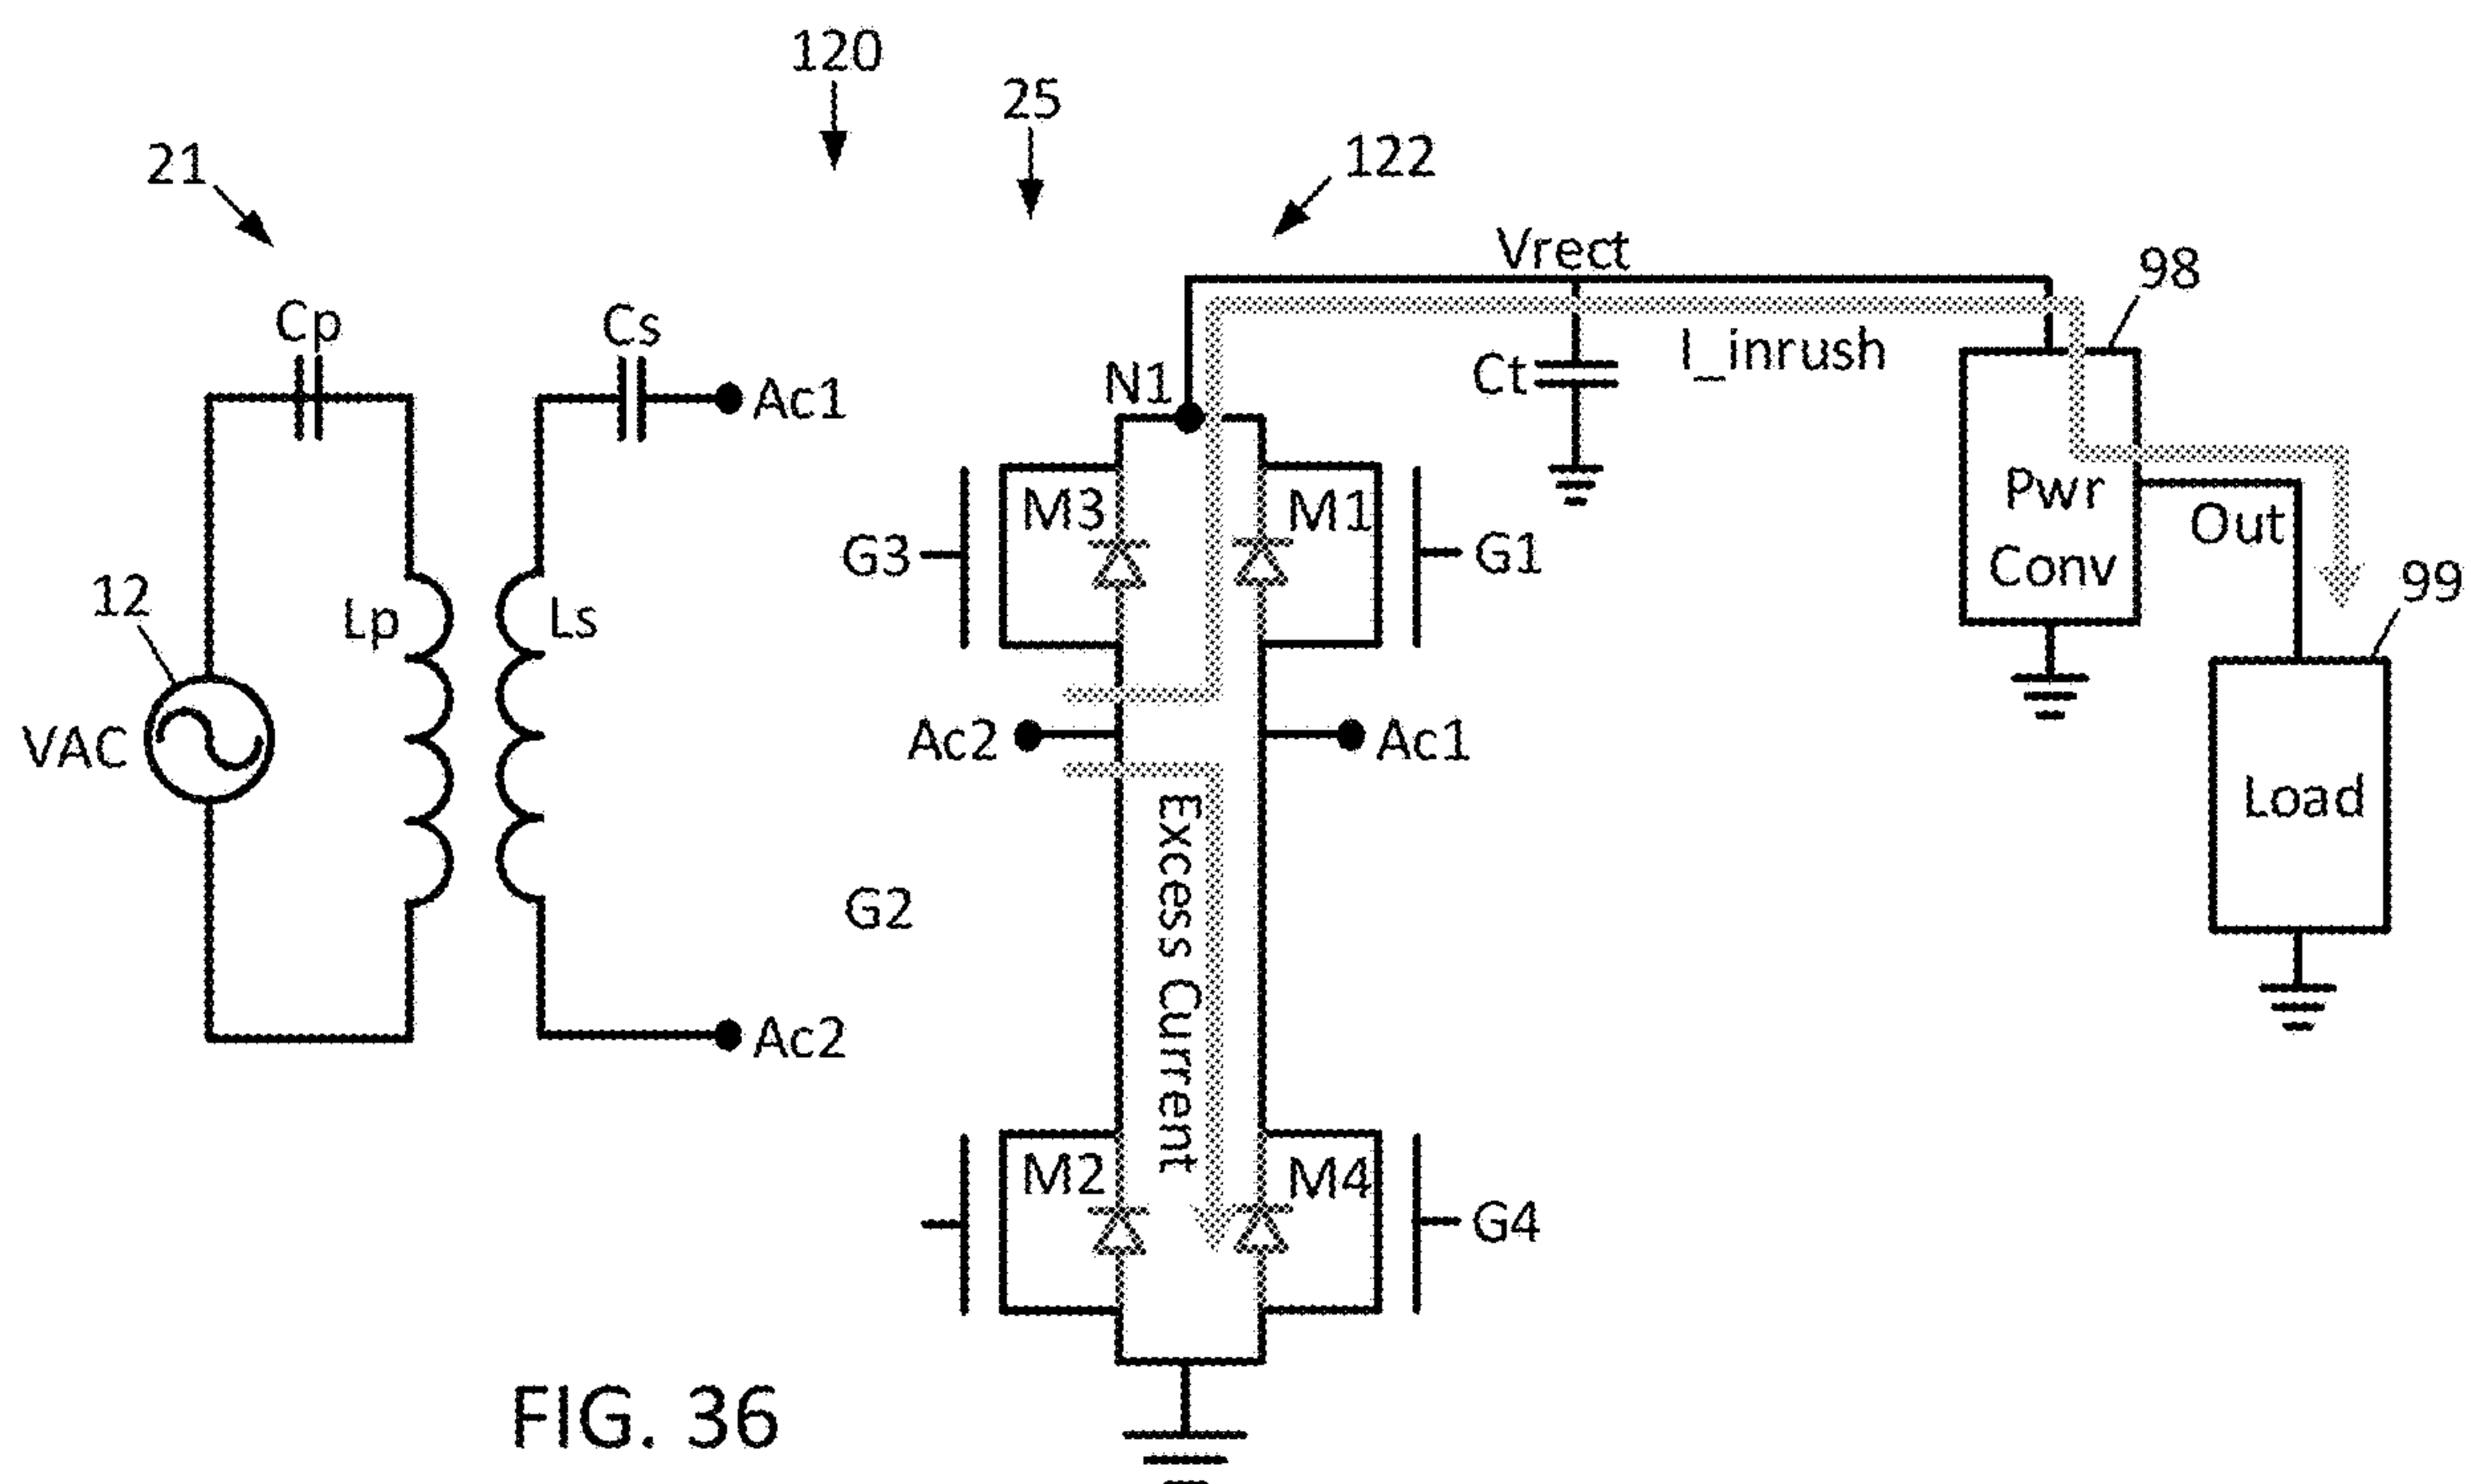 120
25
122
21
Vrect
98
Cp
Cs
I_inrush
Ct
N1
Ac1
M3
M1
Pwr
Conv
Out
G3
G1
12
Lp
Ls
99
VAC
Ac2
Ac1
Load
Excess Current
G2
Ac2
M2
M4
G4
FIG. 36